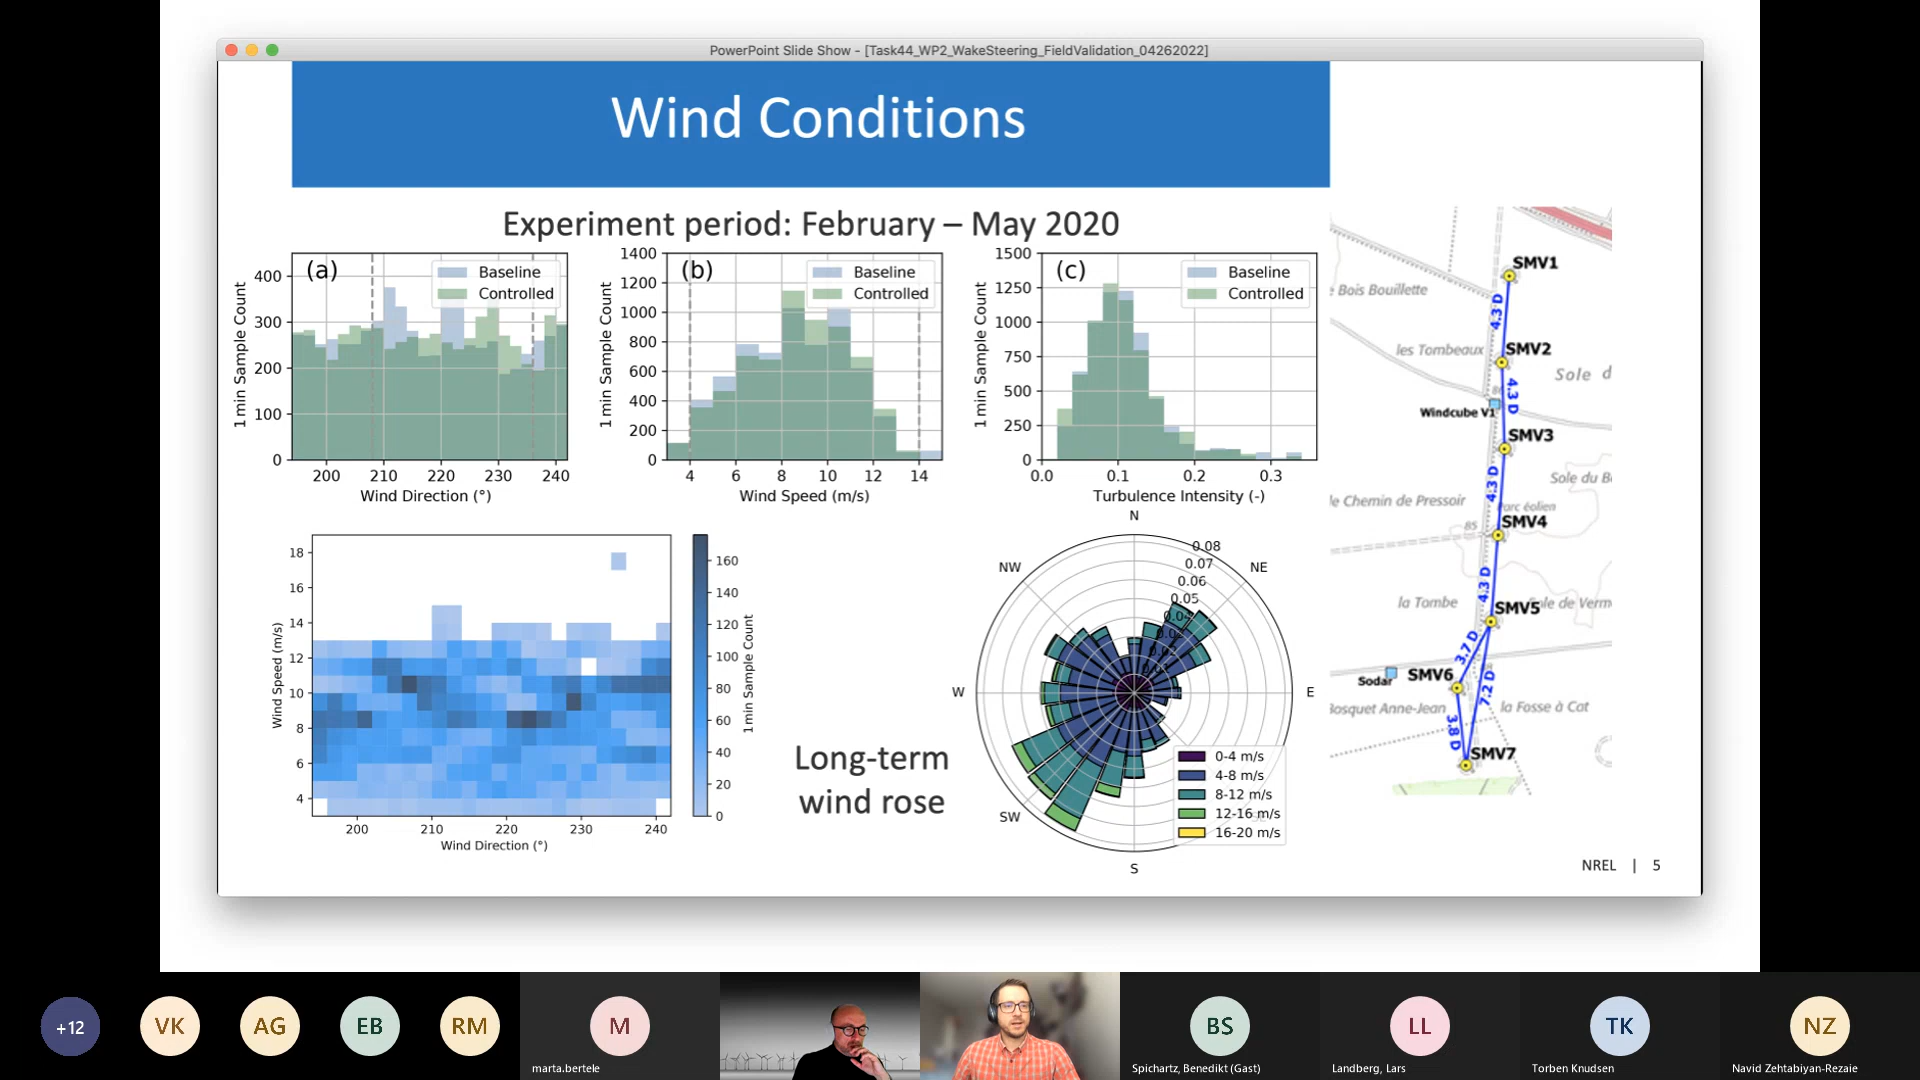 PowerPoint Slide Show - [Task44_WP2_WakeSteering_FieldValidation_04262022]
Wind Conditions
Experiment period: February – May 2020
(a)
Baseline
Controlled
400
300
200
100
0
1 min Sample Count
200 210 220 230 240
Wind Direction (°)
(b)
Baseline
Controlled
1400
1200
1000
800
600
400
200
0
1 min Sample Count
4 6 8 10 12 14
Wind Speed (m/s)
(c)
Baseline
Controlled
1500
1250
1000
750
500
250
0
1 min Sample Count
0.0 0.1 0.2 0.3
Turbulence Intensity (-)
18
16
14
12
10
8
6
4
Wind Speed (m/s)
200 210 220 230 240
Wind Direction (°)
160
140
120
100
80
60
40
20
0
1 min Sample Count
Long-term
wind rose
N
NE
E
S
SW
W
NW
0.08
0.07
0.06
0.05
0-4 m/s
4-8 m/s
8-12 m/s
12-16 m/s
16-20 m/s
SMV1
Bois Bouillette
4.3 D
les Tombeaux
SMV2
Sole d
4.3 D
Windcube V1
SMV3
4.3 D
Sole du B
le Chemin de Pressoir
Parc éolien
SMV4
85
4.3 D
la Tombe
SMV5
le de Verm
3.7 D
Sodar
SMV6
7.2 D
Bosquet Anne-Jean
la Fosse à Cat
3.8 D
SMV7
NREL | 5
+12
VK
AG
EB
RM
M
marta.bertele
BS
Spichartz, Benedikt (Gast)
LL
Landberg, Lars
TK
Torben Knudsen
NZ
Navid Zehtabiyan-Rezaie